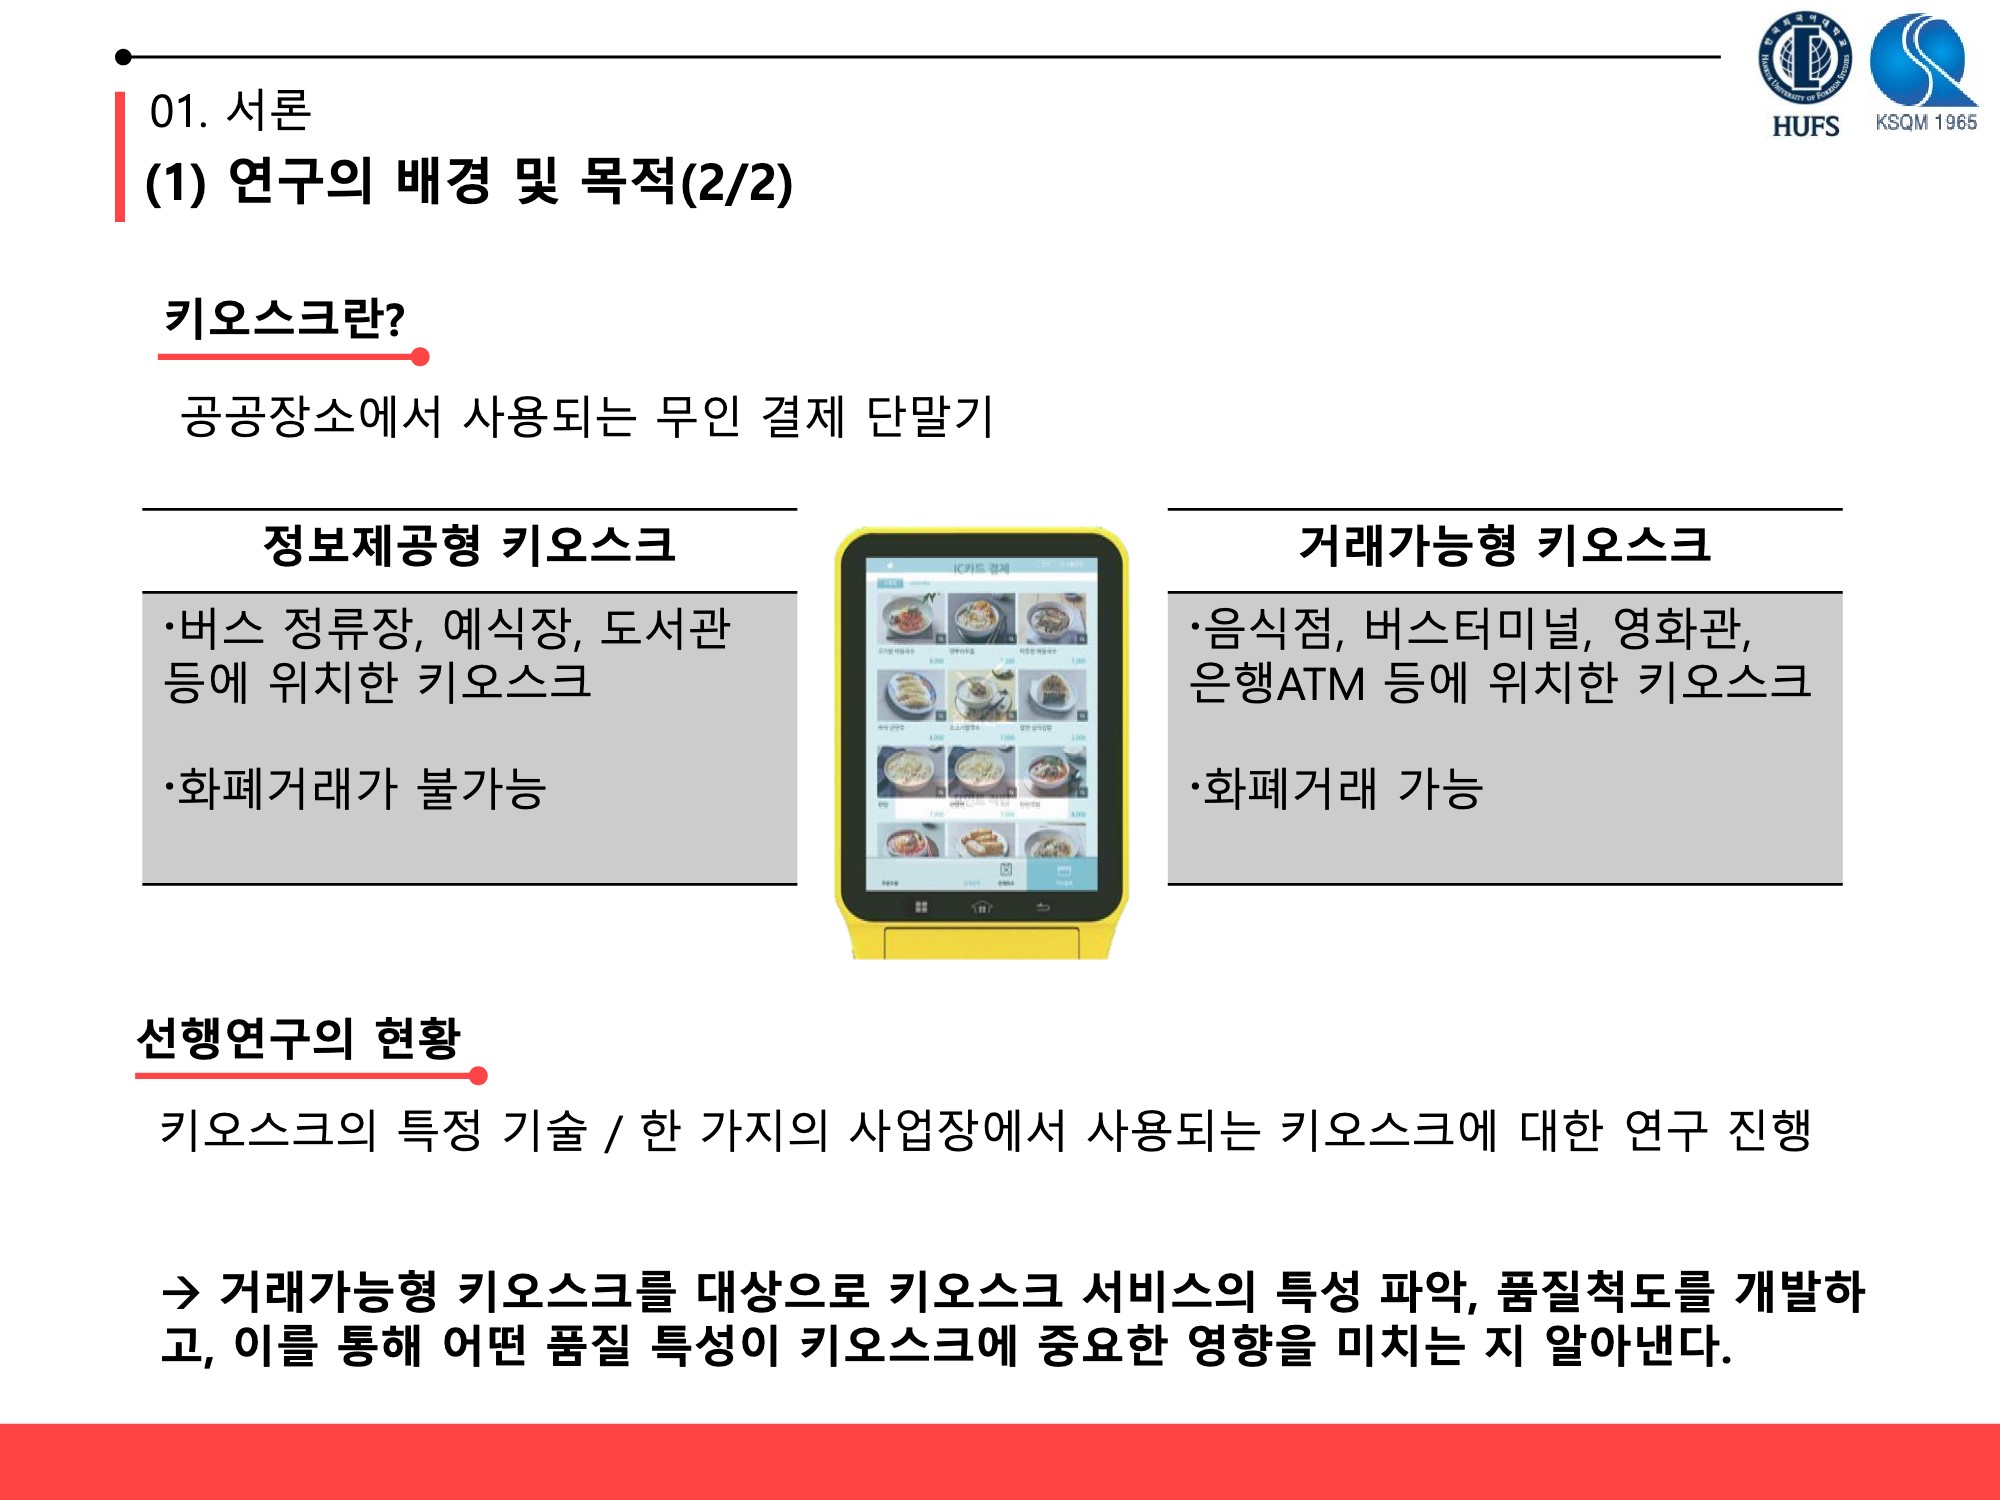 HUFS
KSQM 1965
01. 서론
(1) 연구의 배경 및 목적(2/2)
키오스크란?
공공장소에서 사용되는 무인 결제 단말기
정보제공형 키오스크
•버스 정류장, 예식장, 도서관
등에 위치한 키오스크
•화폐거래가 불가능
IC카드 결제
거래가능형 키오스크
•음식점, 버스터미널, 영화관,
은행ATM 등에 위치한 키오스크
•화폐거래 가능
선행연구의 현황
키오스크의 특정 기술 / 한 가지의 사업장에서 사용되는 키오스크에 대한 연구 진행
→ 거래가능형 키오스크를 대상으로 키오스크 서비스의 특성 파악, 품질척도를 개발하
고, 이를 통해 어떤 품질 특성이 키오스크에 중요한 영향을 미치는 지 알아낸다.